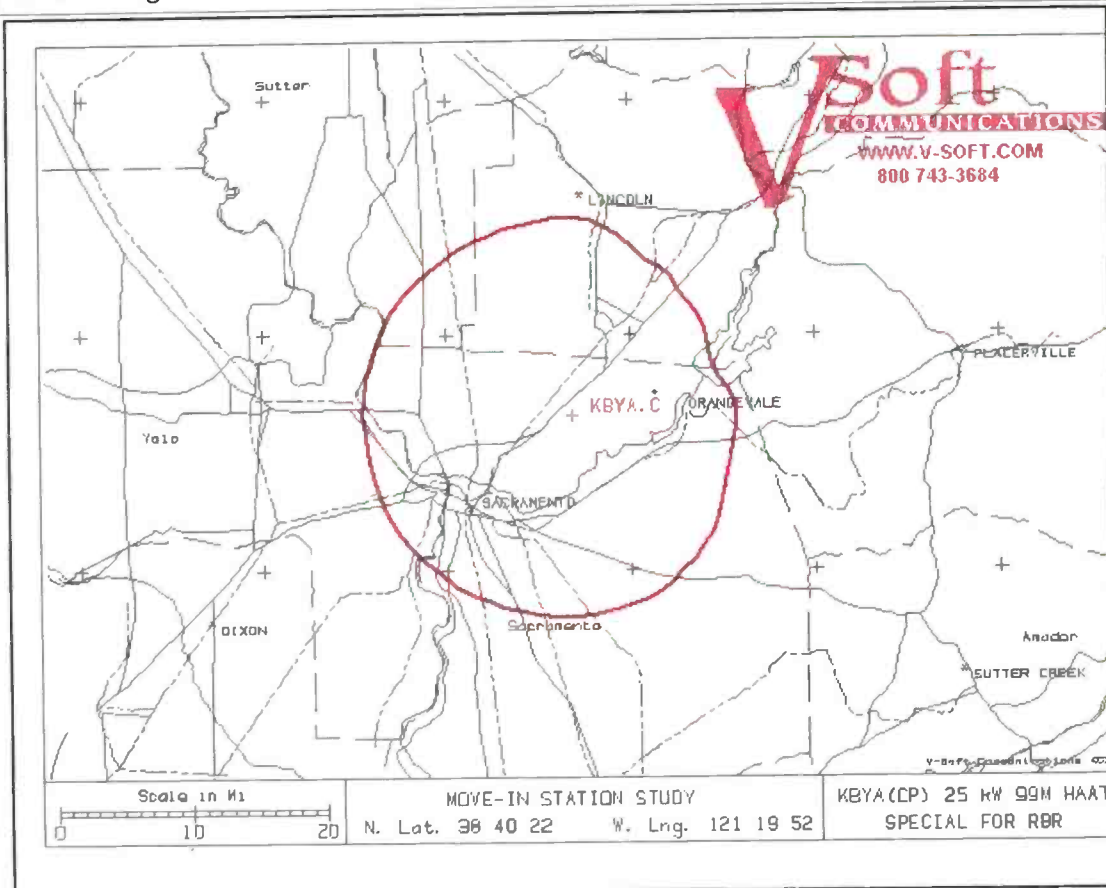 Sutter
V Soft
COMMUNICATIONS
WWW.V-SOFT.COM
800 743-3684
* LINCOLN
PLACERVILLE
KBYA.C
ORANGEVALE
Yolo
SACRAMENTO
Sacramento
DIXON
Amador
*SUTTER CREEK
V-Soft Communications
Scale in Mi
0 10 20
MOVE-IN STATION STUDY
N. Lat. 38 40 22 W. Lng. 121 19 52
KBYA(CP) 25 kW 99M HAAT
SPECIAL FOR RBR